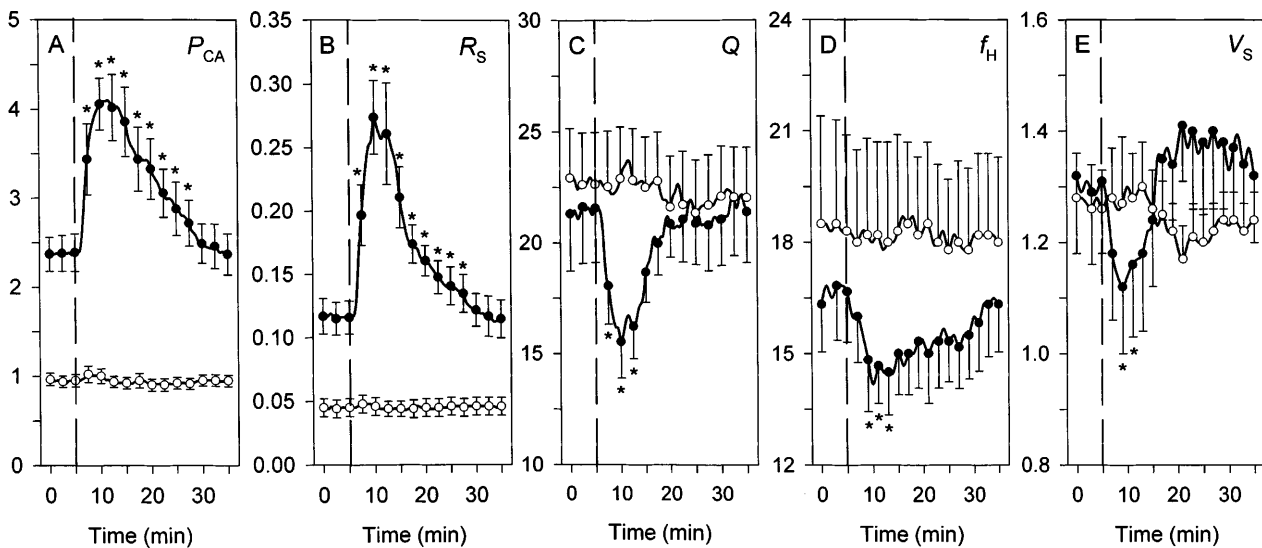 A
P_CA
B
R_S
C
Q
D
f_H
E
V_S
5
4
3
2
1
0
0.35
0.30
0.25
0.20
0.15
0.10
0.05
0.00
30
25
20
15
10
24
21
18
15
12
1.6
1.4
1.2
1.0
0.8
* * * * * * * * *
* * * * * * * * *
* * *
* * *
* *
0 10 20 30
0 10 20 30
0 10 20 30
0 10 20 30
0 10 20 30
Time (min)
Time (min)
Time (min)
Time (min)
Time (min)